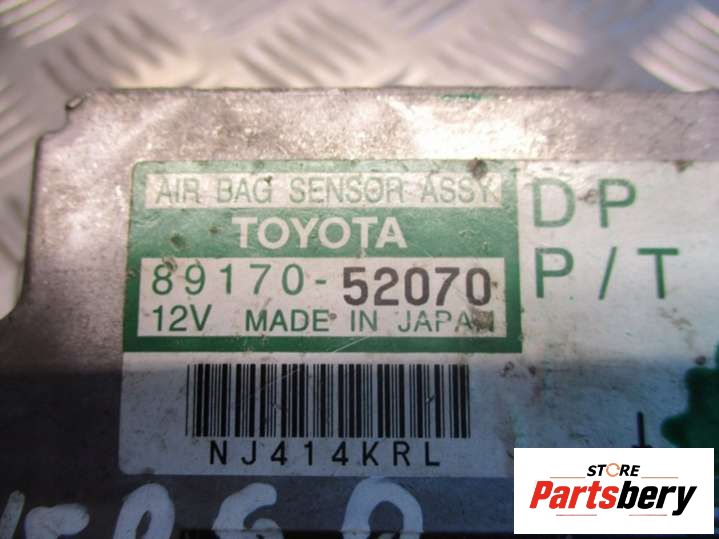 AIR BAG SENSOR ASSY
TOYOTA
89170-52070
12V MADE IN JAPAN
DP
P/T
NJ414KRL
STORE
Partsbery